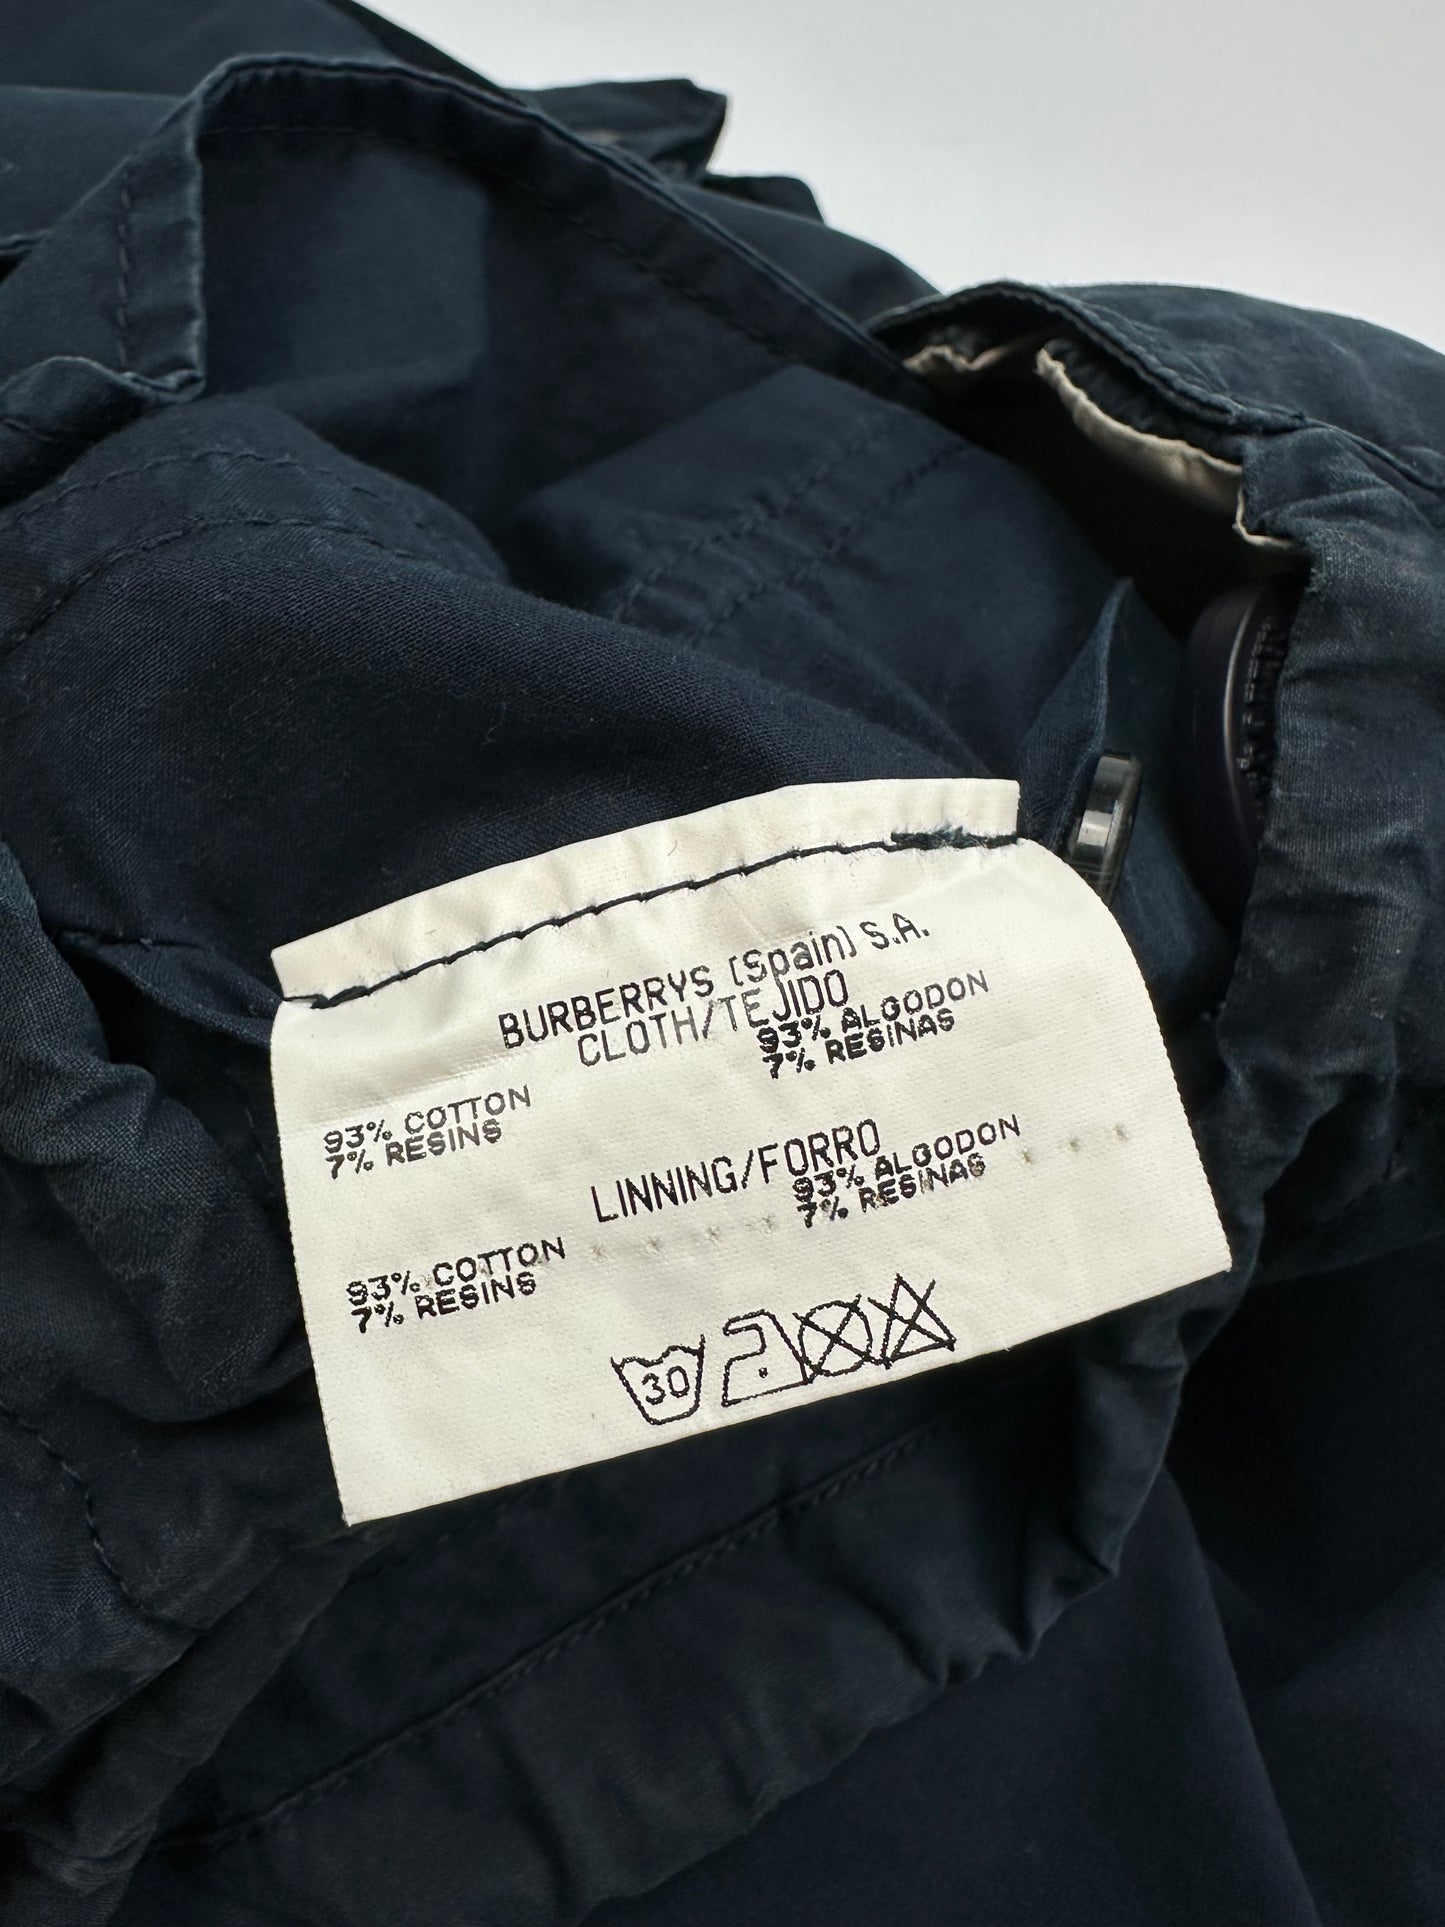 BURBERRYS (Spain) S.A.
CLOTH/TEJIDO
93% COTTON 93% ALGODON
7% RESINS 7% RESINAS
LINNING/FORRO
93% COTTON 93% ALGODON
7% RESINS 7% RESINAS
30